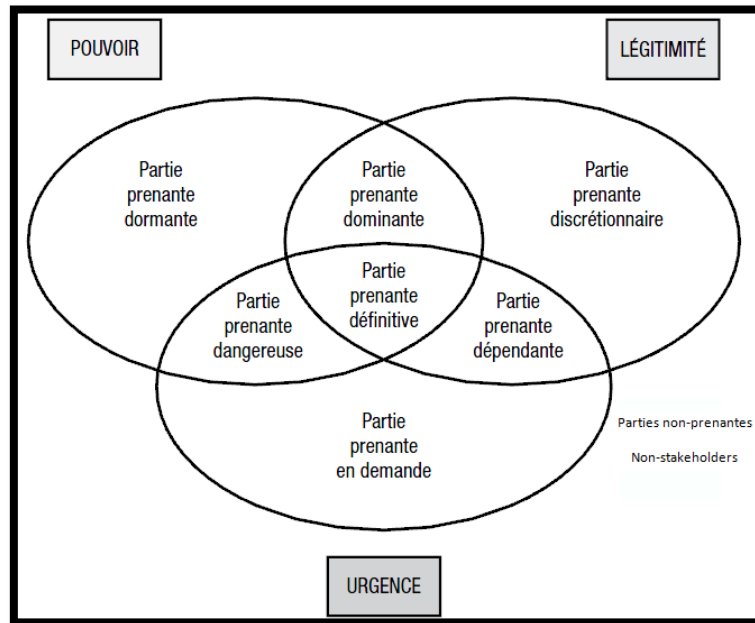 POUVOIR
LÉGITIMITÉ
Partie
prenante
dormante
Partie
prenante
dominante
Partie
prenante
discrétionnaire
Partie
prenante
dangereuse
Partie
prenante
définitive
Partie
prenante
dépendante
Partie
prenante
en demande
Parties non-prenantes
Non-stakeholders
URGENCE